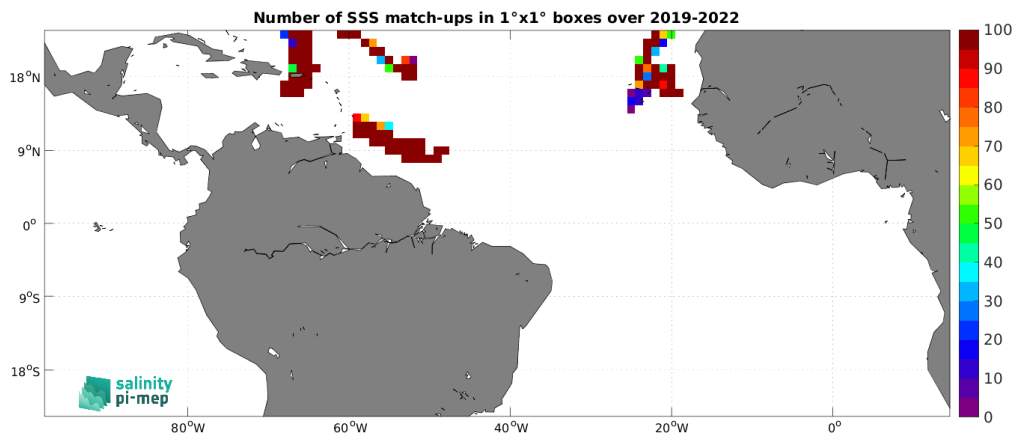 Number of SSS match-ups in 1°x1° boxes over 2019-2022
100
90
80
70
60
50
40
30
20
10
0
18°N
9°N
0°
9°S
18°S
80°W
60°W
40°W
20°W
0°
salinity
pi-mep